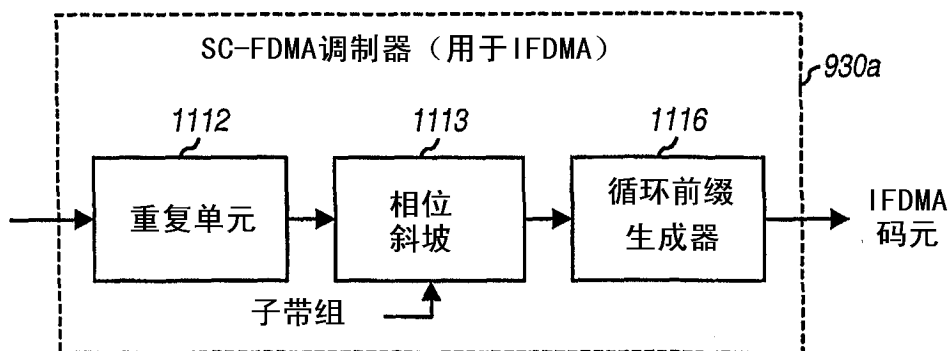 SC-FDMA调制器（用于IFDMA）
930a
1112
1113
1116
重复单元
相位
斜坡
循环前缀
生成器
IFDMA
码元
子带组